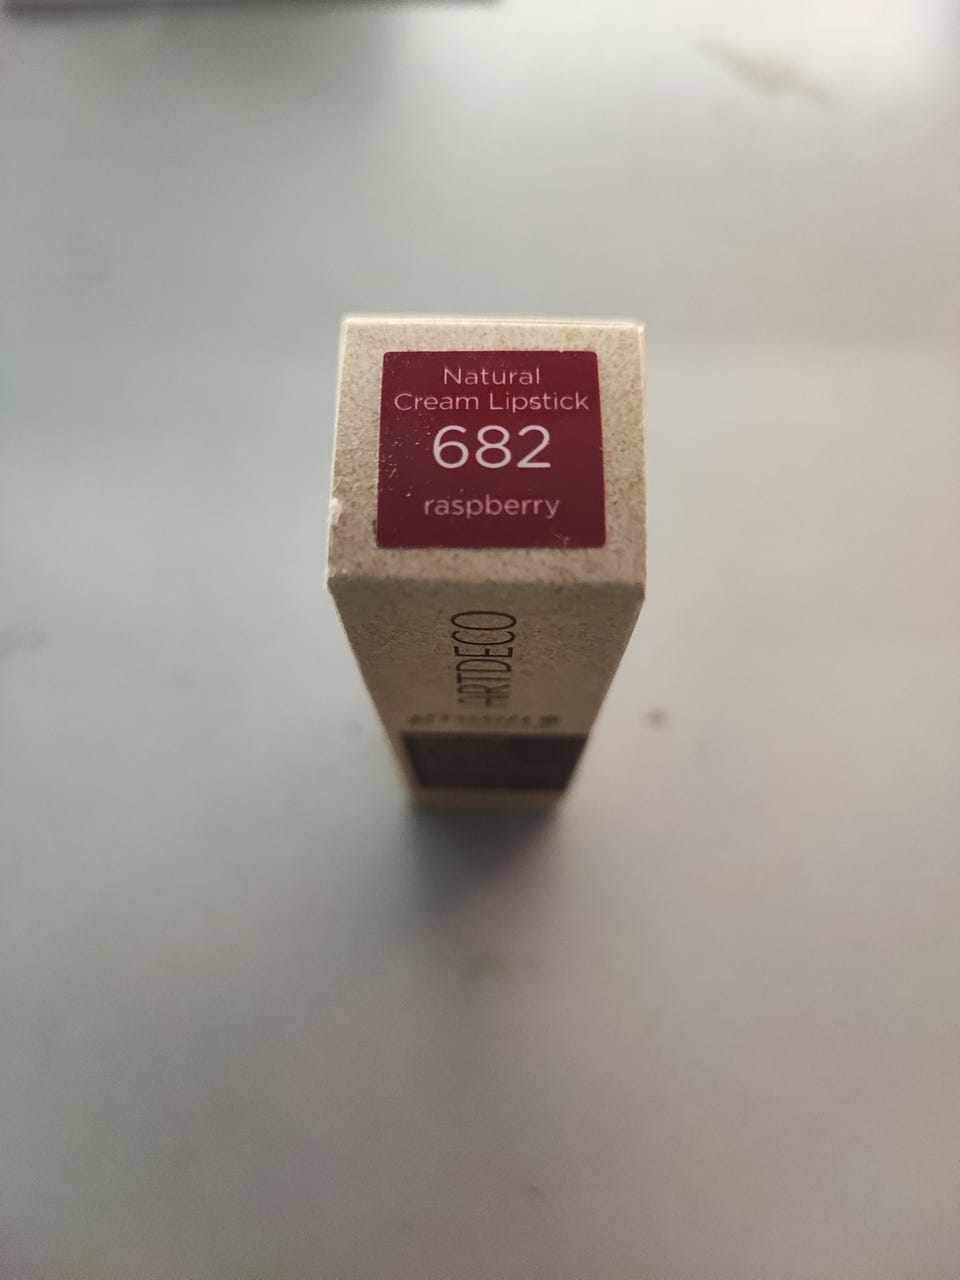 Natural
Cream Lipstick
682
raspberry
ARTDECO